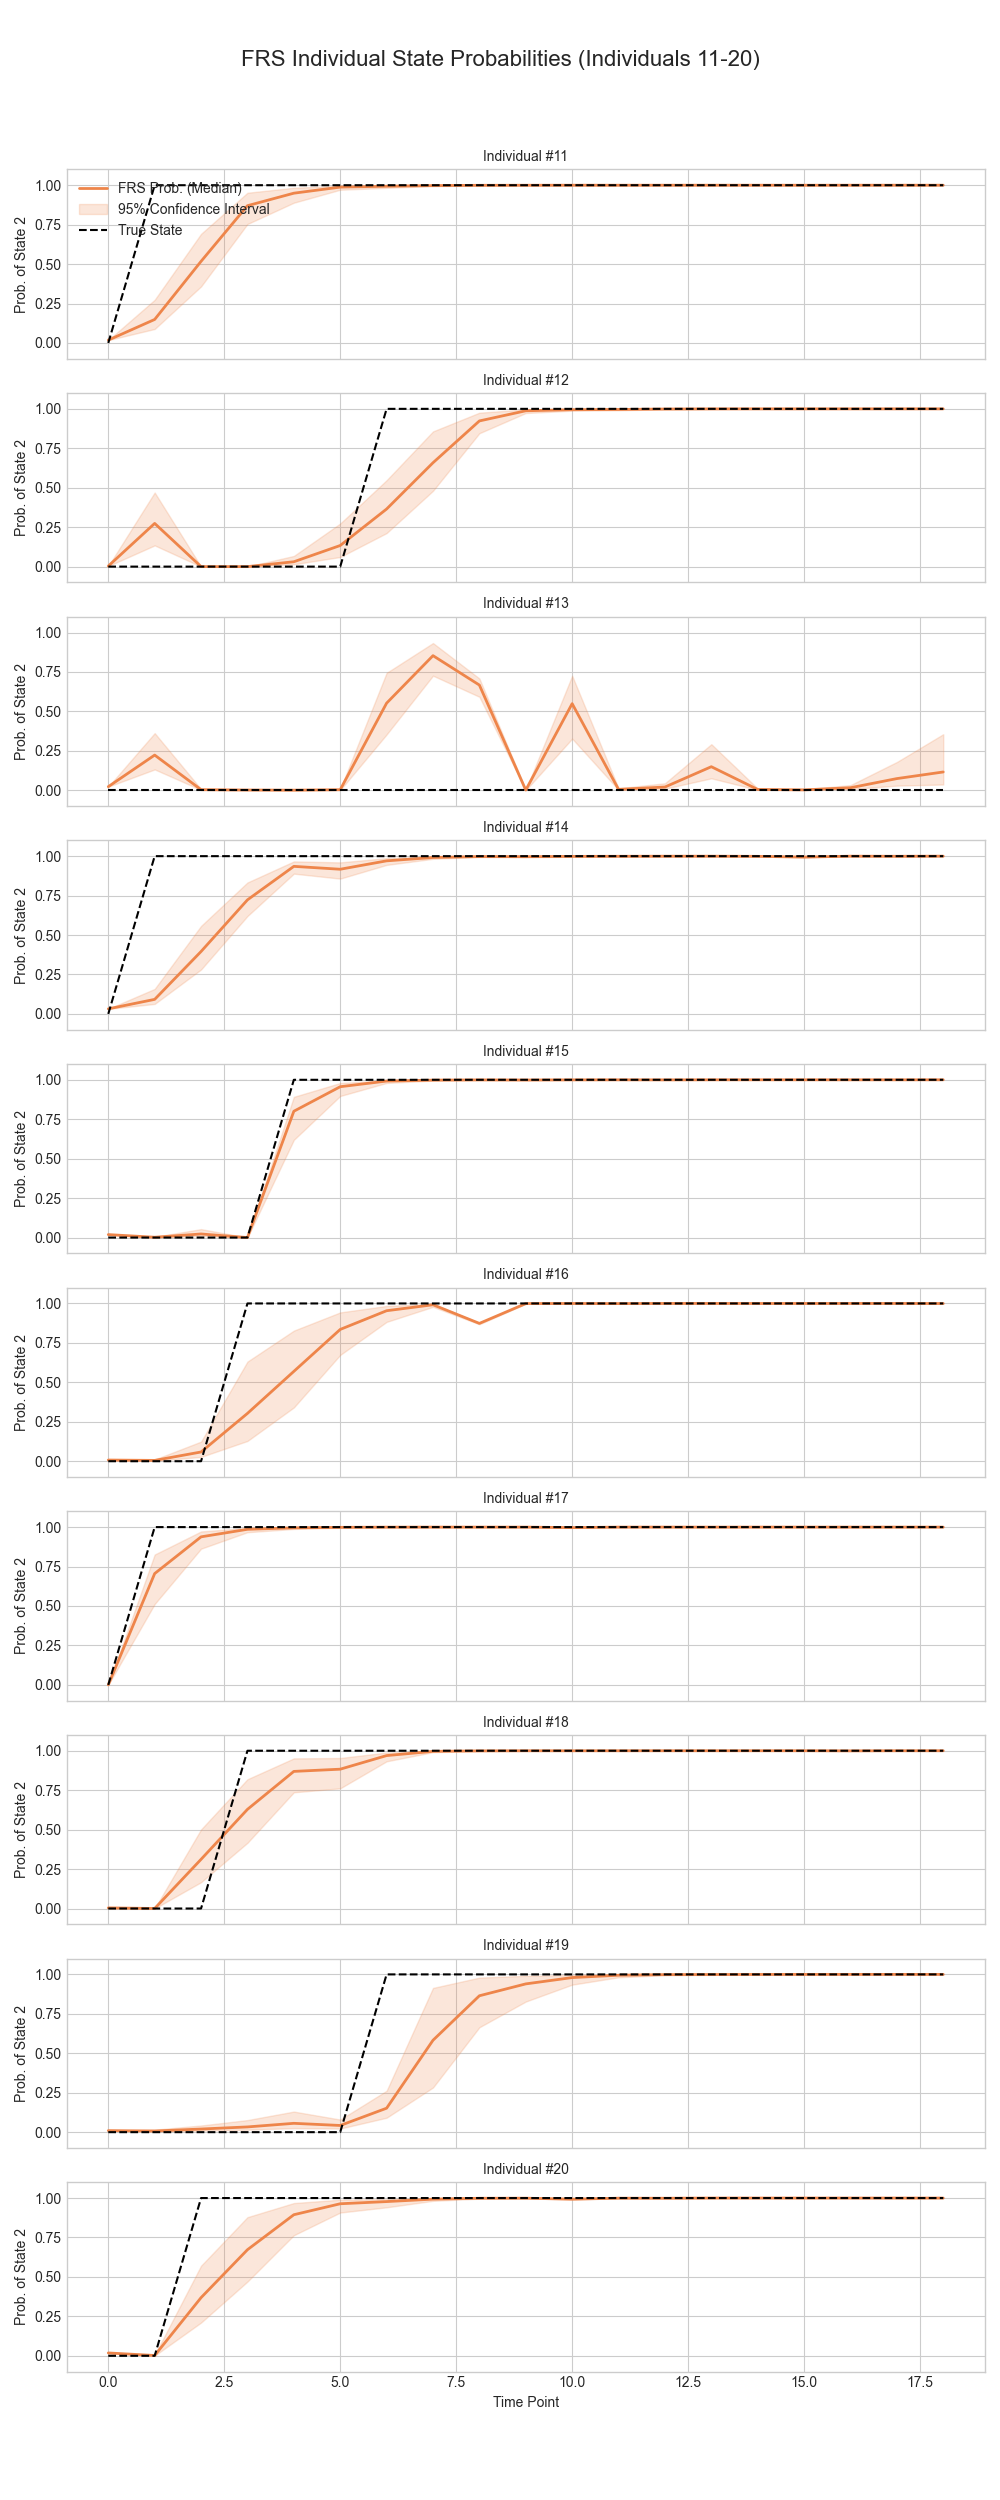 FRS Individual State Probabilities (Individuals 11-20)
Individual #11
FRS Prob. (Median)
95% Confidence Interval
True State
Prob. of State 2
1.00
0.75
0.50
0.25
0.00
Individual #12
Prob. of State 2
1.00
0.75
0.50
0.25
0.00
Individual #13
Prob. of State 2
1.00
0.75
0.50
0.25
0.00
Individual #14
Prob. of State 2
1.00
0.75
0.50
0.25
0.00
Individual #15
Prob. of State 2
1.00
0.75
0.50
0.25
0.00
Individual #16
Prob. of State 2
1.00
0.75
0.50
0.25
0.00
Individual #17
Prob. of State 2
1.00
0.75
0.50
0.25
0.00
Individual #18
Prob. of State 2
1.00
0.75
0.50
0.25
0.00
Individual #19
Prob. of State 2
1.00
0.75
0.50
0.25
0.00
Individual #20
Prob. of State 2
1.00
0.75
0.50
0.25
0.00
0.0 2.5 5.0 7.5 10.0 12.5 15.0 17.5
Time Point